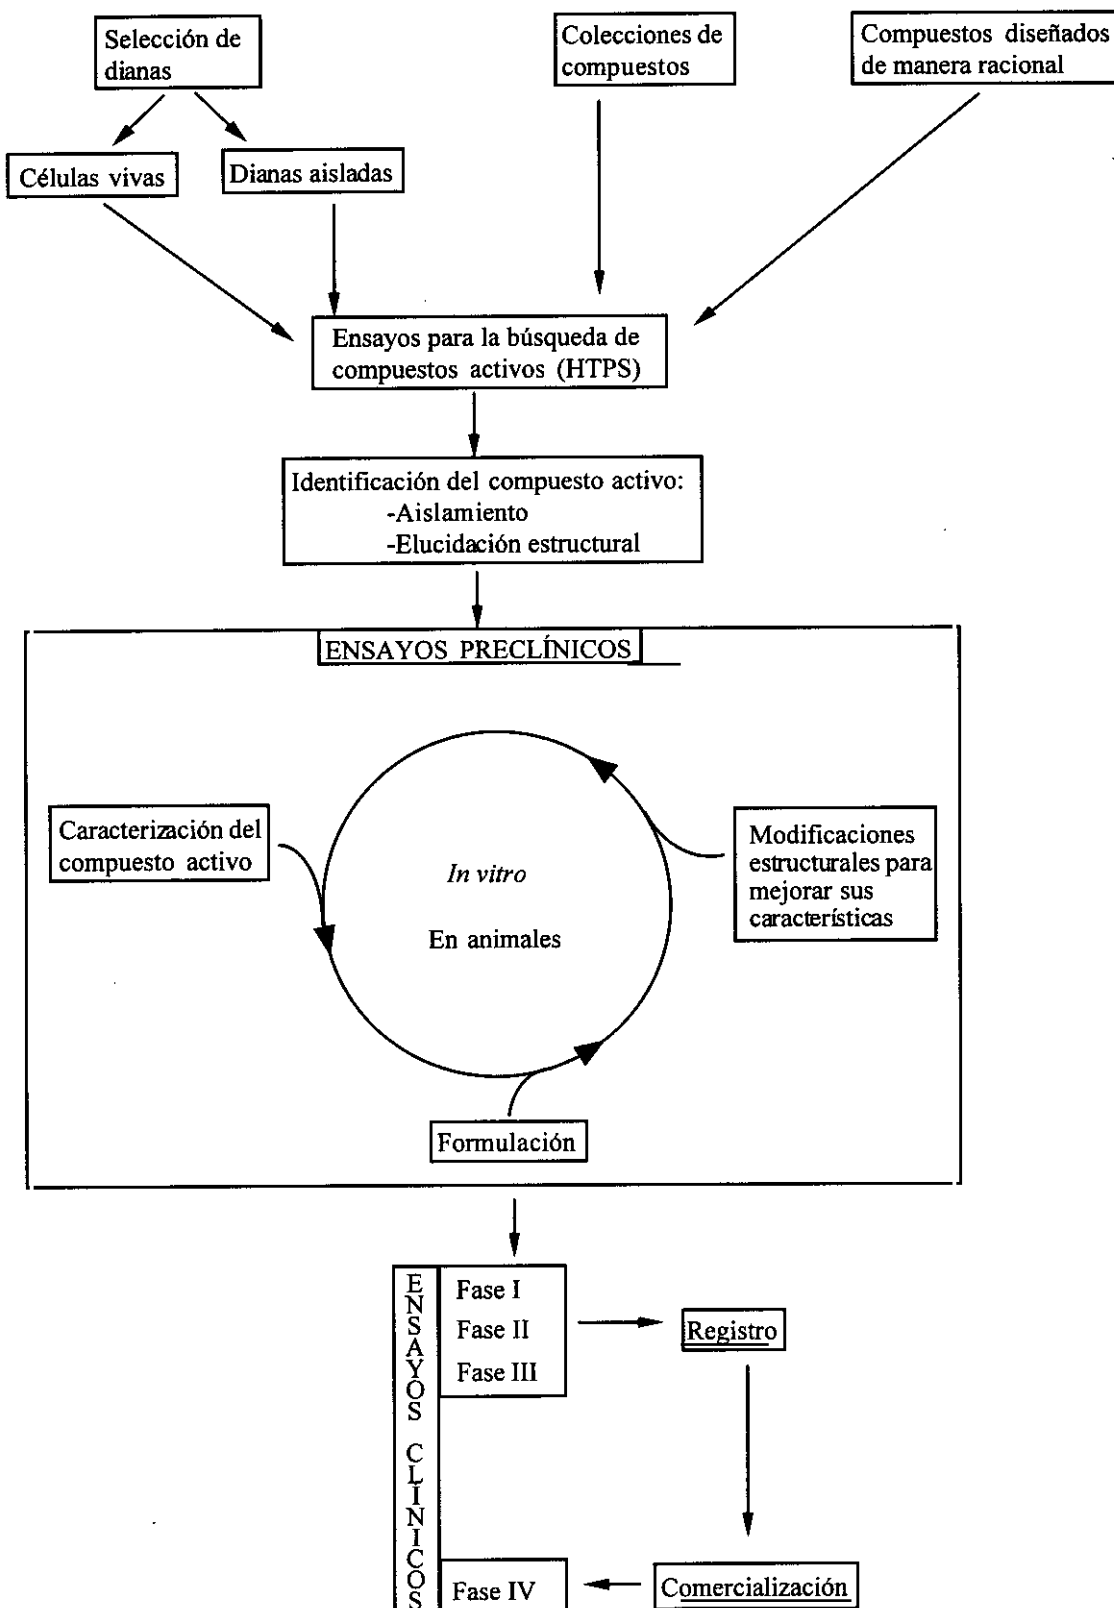 Selección de
dianas
Colecciones de
compuestos
Compuestos diseñados
de manera racional
Células vivas
Dianas aisladas
Ensayos para la búsqueda de
compuestos activos (HTPS)
Identificación del compuesto activo:
-Aislamiento
-Elucidación estructural
ENSAYOS PRECLÍNICOS
Caracterización del
compuesto activo
In vitro
En animales
Modificaciones
estructurales para
mejorar sus
características
Formulación
ENSAYOS CLINICOS
Fase I
Fase II
Fase III
Registro
Fase IV
Comercialización